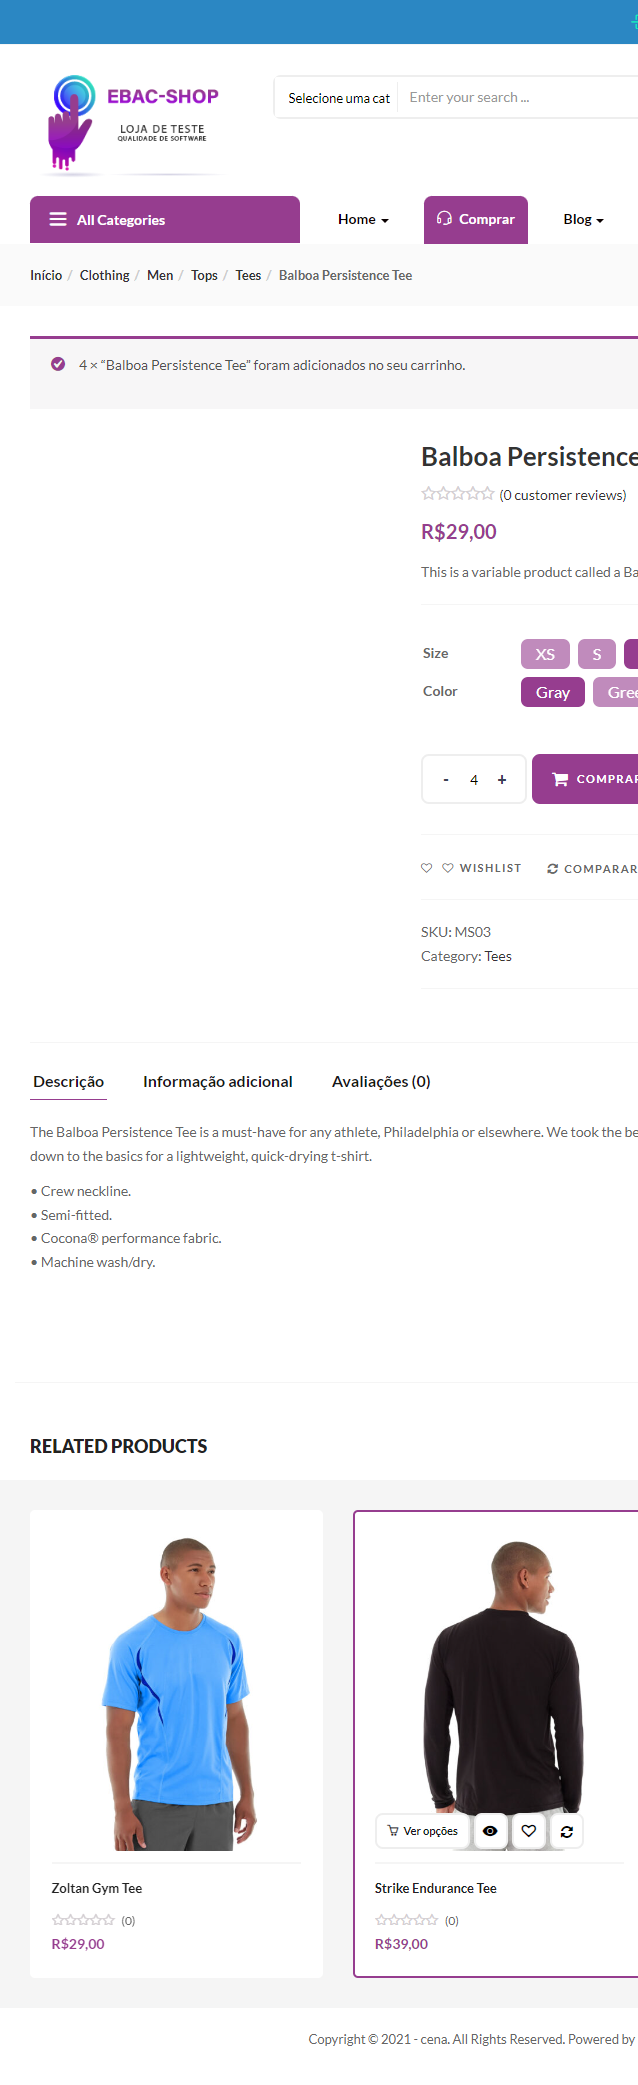 EBAC-SHOP
LOJA DE TESTE
QUALIDADE DE SOFTWARE
Selecione uma cat
Enter your search ...
All Categories
Home
Comprar
Blog
Início / Clothing / Men / Tops / Tees / Balboa Persistence Tee
4 × “Balboa Persistence Tee” foram adicionados no seu carrinho.
Balboa Persistence
(0 customer reviews)
R$29,00
This is a variable product called a Ba
Size XS S
Color Gray Gree
- 4 + COMPRAR
WISHLIST COMPARAR
SKU: MS03
Category: Tees
Descrição Informação adicional Avaliações (0)
The Balboa Persistence Tee is a must-have for any athlete, Philadelphia or elsewhere. We took the be
down to the basics for a lightweight, quick-drying t-shirt.
• Crew neckline.
• Semi-fitted.
• Cocona® performance fabric.
• Machine wash/dry.
RELATED PRODUCTS
Zoltan Gym Tee
(0)
R$29,00
Ver opções
Strike Endurance Tee
(0)
R$39,00
Copyright © 2021 - cena. All Rights Reserved. Powered by